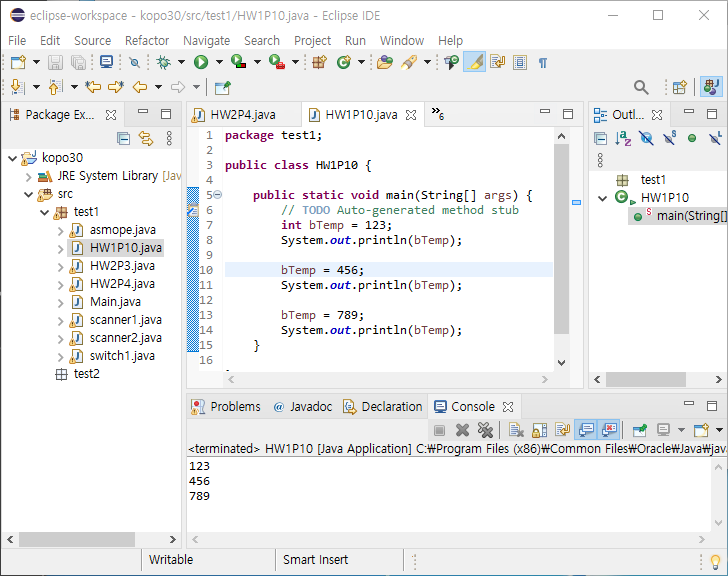 eclipse-workspace - kopo30/src/test1/HW1P10.java - Eclipse IDE
File Edit Source Refactor Navigate Search Project Run Window Help
Package Ex...
kopo30
JRE System Library [Jav
src
test1
asmope.java
HW1P10.java
HW2P3.java
HW2P4.java
Main.java
scanner1.java
scanner2.java
switch1.java
test2
HW2P4.java HW1P10.java »6
1 package test1;
2
3 public class HW1P10 {
4
5 public static void main(String[] args) {
6 // TODO Auto-generated method stub
7 int bTemp = 123;
8 System.out.println(bTemp);
9
10 bTemp = 456;
11 System.out.println(bTemp);
12
13 bTemp = 789;
14 System.out.println(bTemp);
15 }
16
Outl...
test1
HW1P10
main(String[]
Problems @ Javadoc Declaration Console
<terminated> HW1P10 [Java Application] C:₩Program Files (x86)₩Common Files₩Oracle₩Java₩jav
123
456
789
Writable Smart Insert